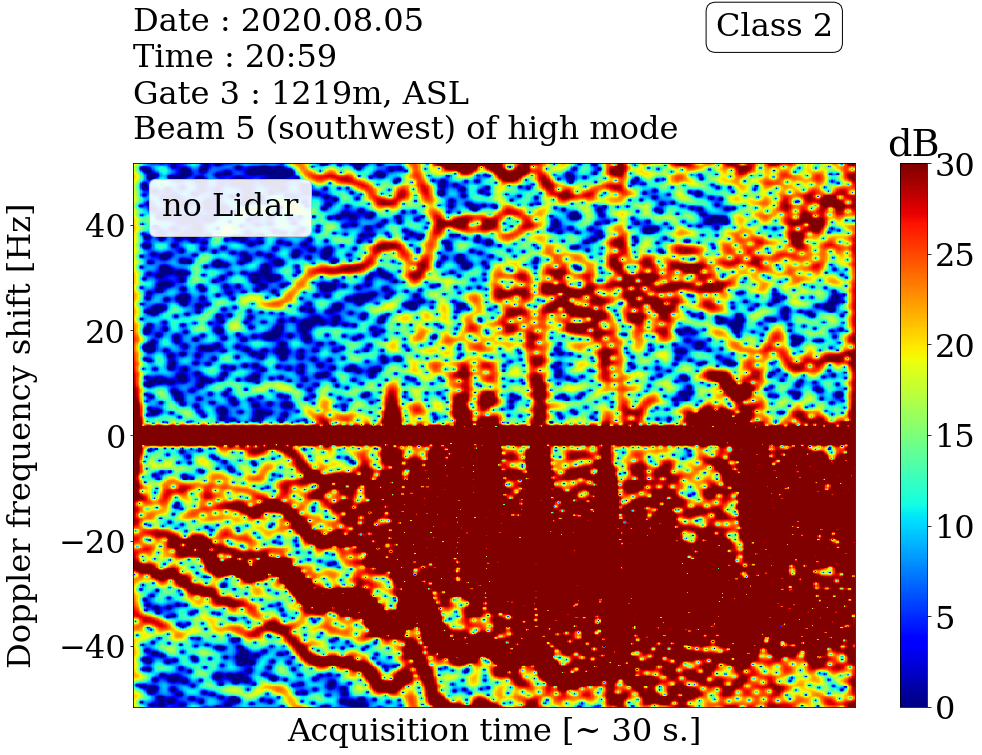 Date : 2020.08.05
Time : 20:59
Gate 3 : 1219m, ASL
Beam 5 (southwest) of high mode
Class 2
dB
no Lidar
Doppler frequency shift [Hz]
40
20
0
−20
−40
30
25
20
15
10
5
0
Acquisition time [~ 30 s.]